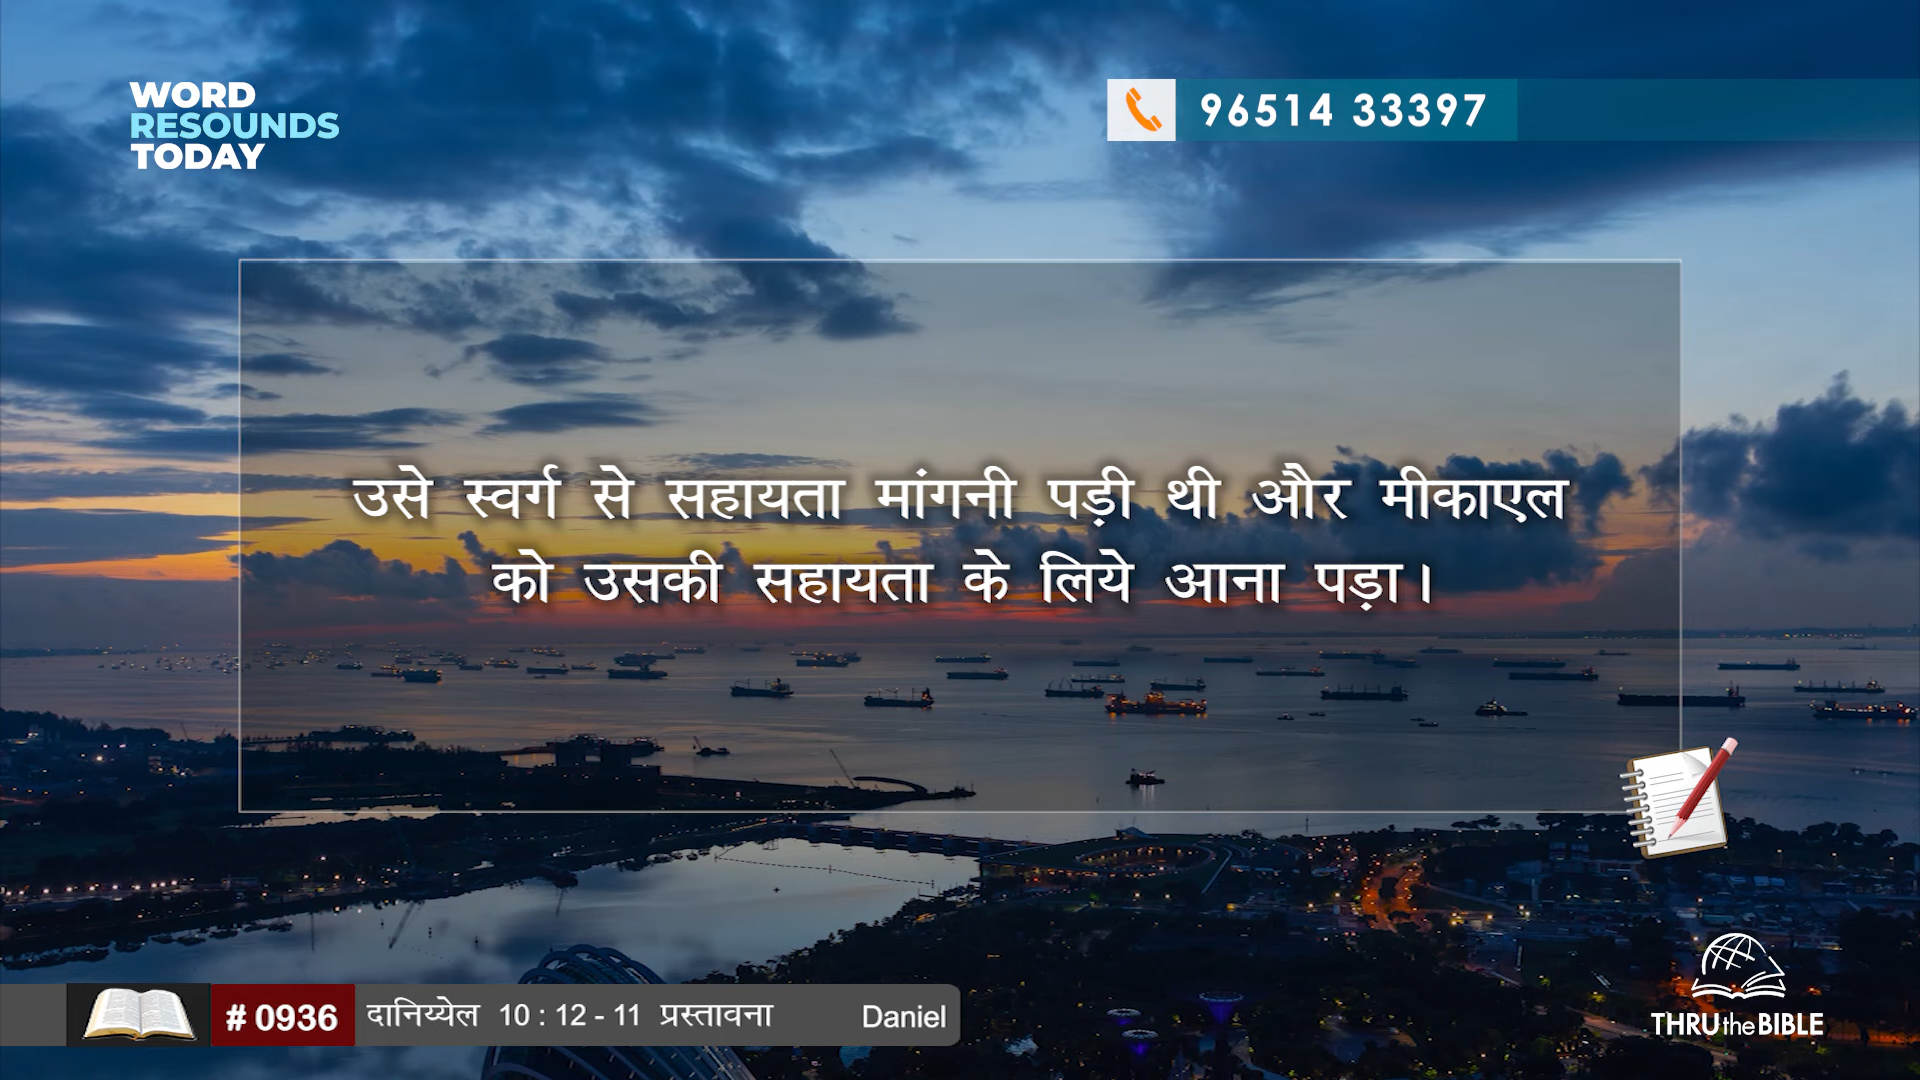 WORD
RESOUNDS
TODAY
96514 33397
उसे स्वर्ग से सहायता मांगनी पड़ी थी और मीकाएल
को उसकी सहायता के लिये आना पड़ा।
# 0936 दानिय्येल 10 : 12 - 11 प्रस्तावना Daniel
THRU the BIBLE